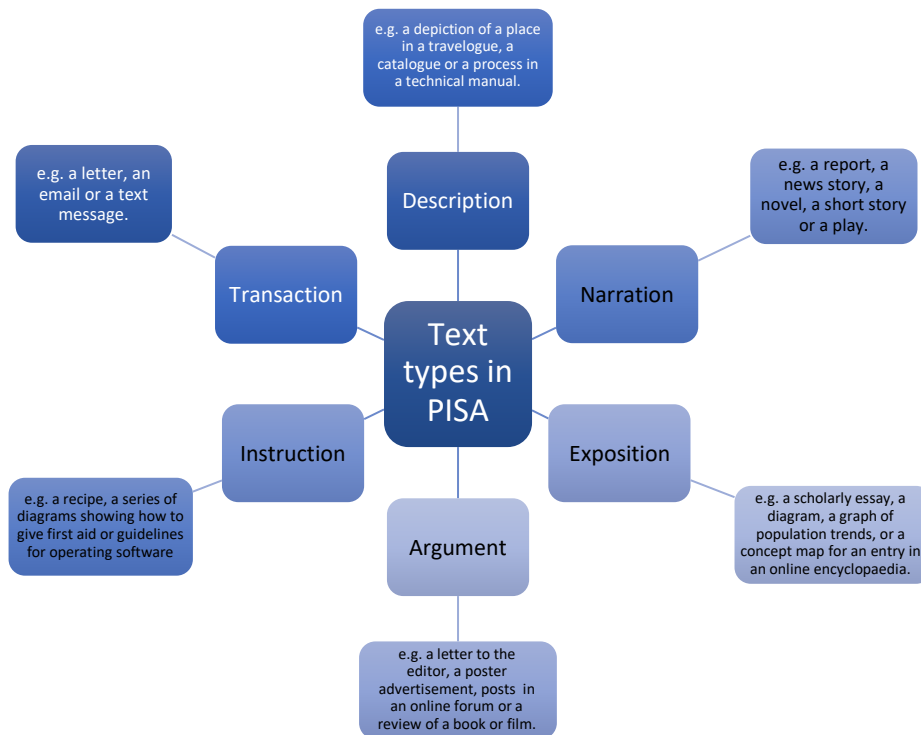 e.g. a depiction of a place
in a travelogue, a
catalogue or a process in
a technical manual.
Description
e.g. a letter, an
email or a text
message.
Transaction
e.g. a report, a
news story, a
novel, a short story
or a play.
Narration
Text
types in
PISA
Instruction
e.g. a recipe, a series of
diagrams showing how to
give first aid or guidelines
for operating software
Exposition
e.g. a scholarly essay, a
diagram, a graph of
population trends, or a
concept map for an entry in
an online encyclopaedia.
Argument
e.g. a letter to the
editor, a poster
advertisement, posts in
an online forum or a
review of a book or film.